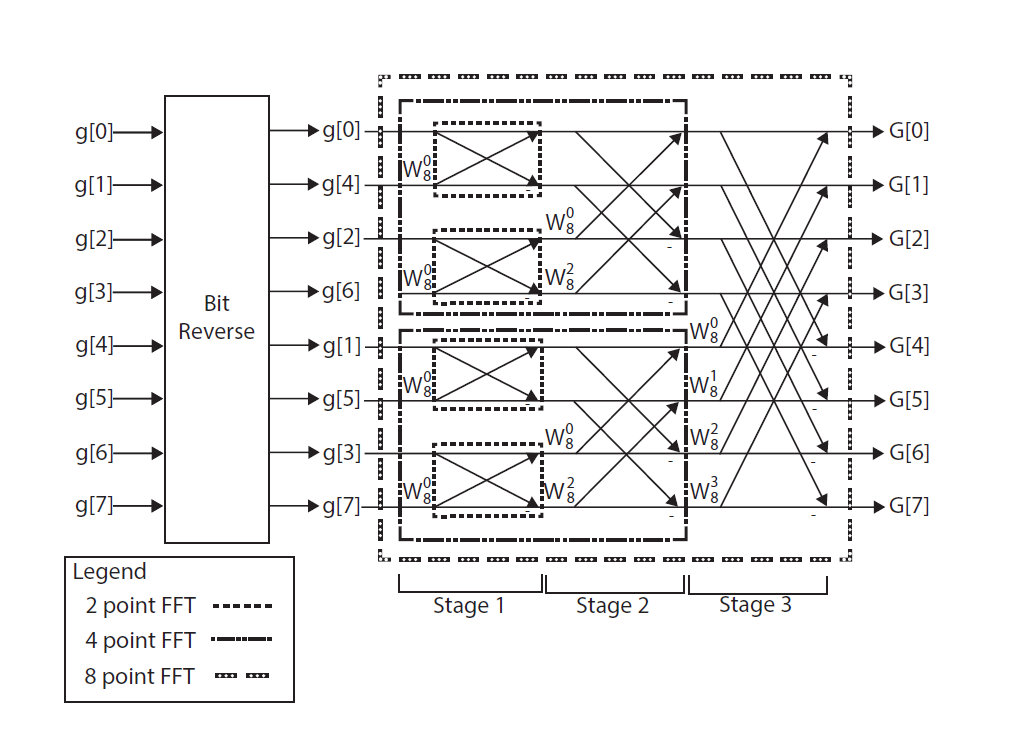 g[0] g[0] G[0]
W₈⁰
g[1] g[4] G[1]
W₈⁰
g[2] g[2] G[2]
-
W₈⁰ W₈²
g[3] g[6] G[3]
-
Bit
Reverse
W₈⁰
g[4] g[1] G[4]
-
W₈⁰ W₈¹
g[5] g[5] G[5]
-
W₈⁰ W₈²
g[6] g[3] G[6]
- -
W₈⁰ W₈² W₈³
g[7] g[7] G[7]
- -
Legend
2 point FFT
4 point FFT
8 point FFT
Stage 1 Stage 2 Stage 3